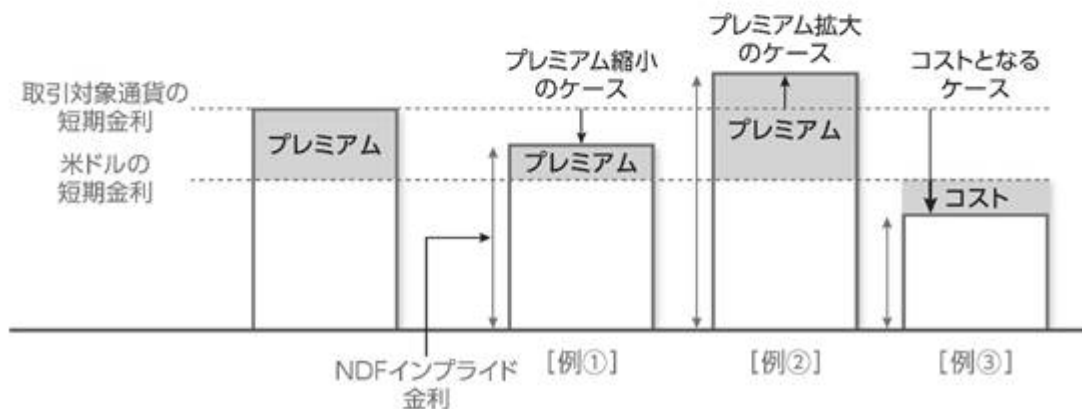 プレミアム拡大
のケース
プレミアム縮小
のケース
コストとなる
ケース
取引対象通貨の
短期金利
プレミアム
プレミアム
プレミアム
米ドルの
短期金利
コスト
NDFインプライド
金利
[例①]
[例②]
[例③]